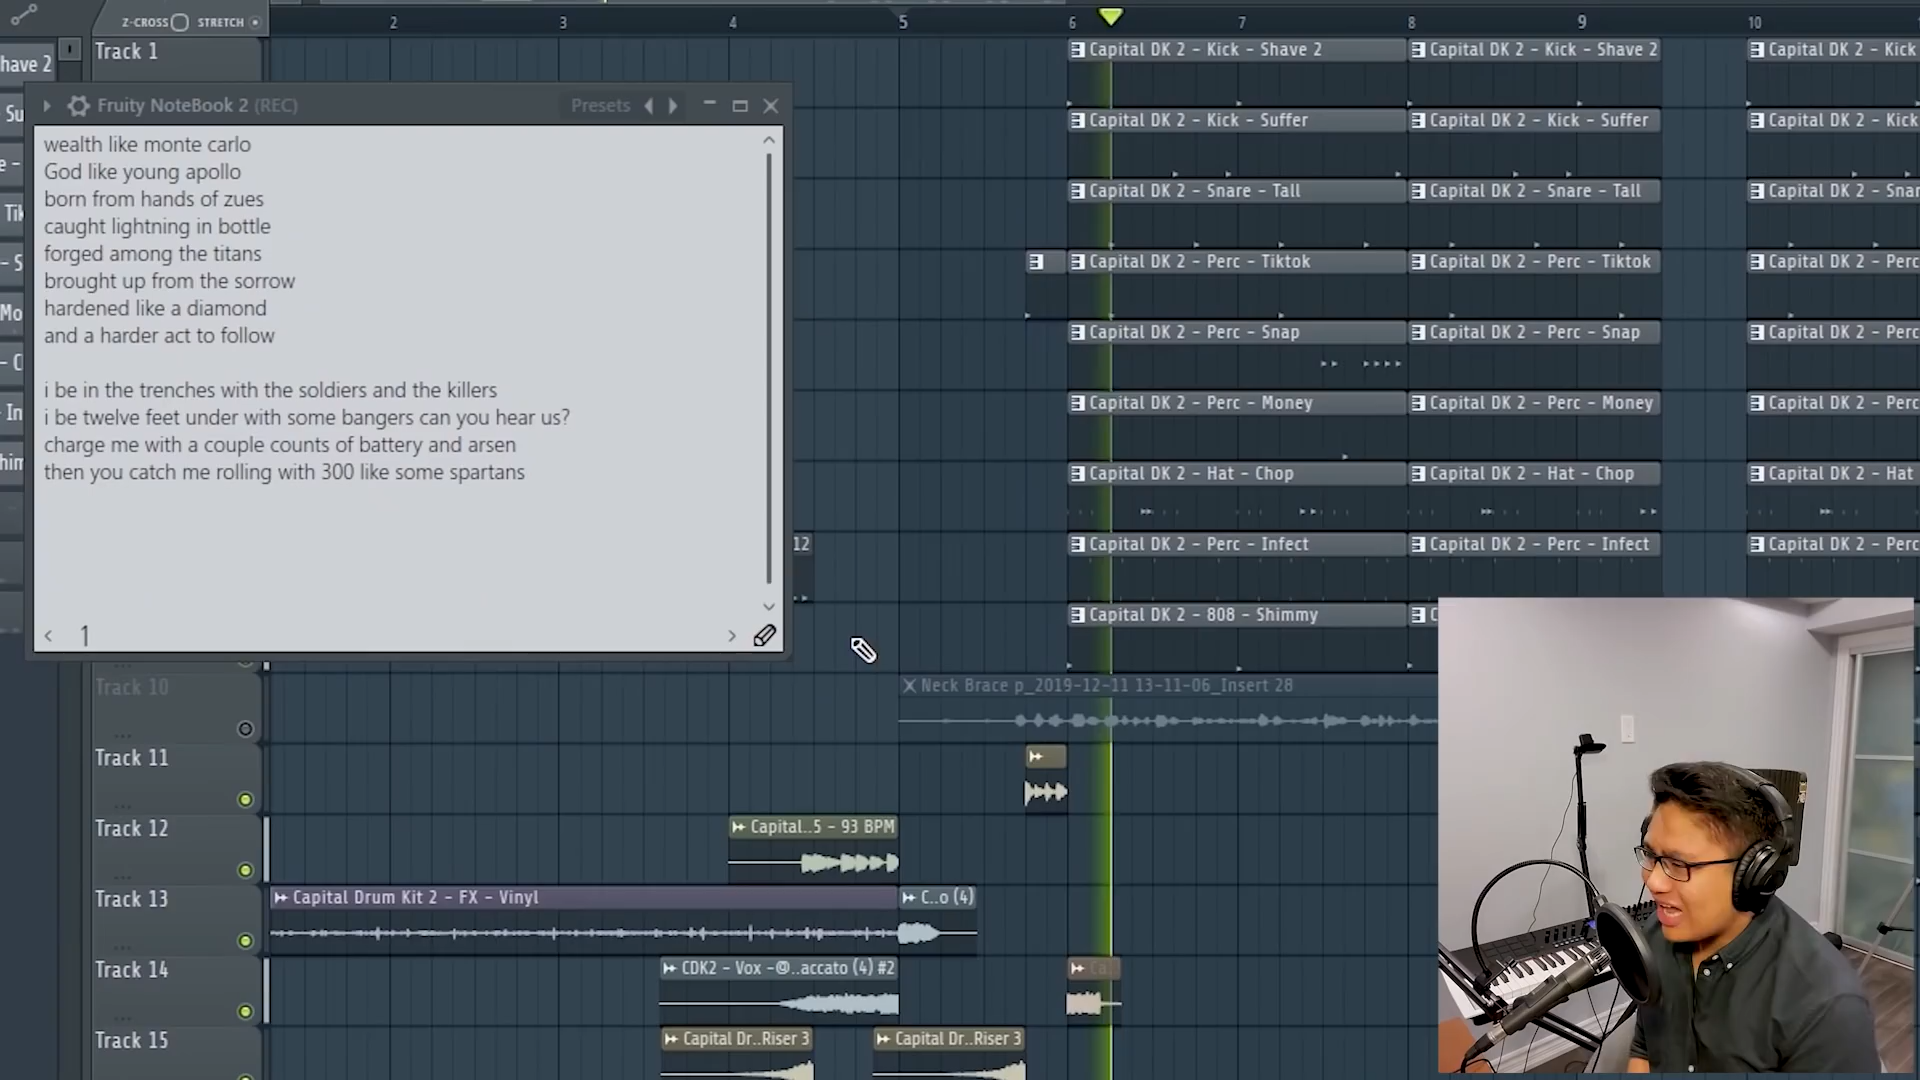 Z-CROSS STRETCH
2 3 4 5 6 7 8 9 10
have 2
Track 1
Capital DK 2 - Kick - Shave 2
Capital DK 2 - Kick - Shave 2
Capital DK 2 - Kick
Fruity NoteBook 2 (REC)
Presets
Su
Capital DK 2 - Kick - Suffer
Capital DK 2 - Kick - Suffer
Capital DK 2 - Kick
wealth like monte carlo
God like young apollo
born from hands of zues
caught lightning in bottle
forged among the titans
brought up from the sorrow
hardened like a diamond
and a harder act to follow
i be in the trenches with the soldiers and the killers
i be twelve feet under with some bangers can you hear us?
charge me with a couple counts of battery and arsen
then you catch me rolling with 300 like some spartans
1
e -
Tik
- S
Mo
- C
- In
him
Capital DK 2 - Snare - Tall
Capital DK 2 - Snare - Tall
Capital DK 2 - Snar
Capital DK 2 - Perc - Tiktok
Capital DK 2 - Perc - Tiktok
Capital DK 2 - Perc
Capital DK 2 - Perc - Snap
Capital DK 2 - Perc - Snap
Capital DK 2 - Perc
Capital DK 2 - Perc - Money
Capital DK 2 - Perc - Money
Capital DK 2 - Perc
Capital DK 2 - Hat - Chop
Capital DK 2 - Hat - Chop
Capital DK 2 - Hat
12
Capital DK 2 - Perc - Infect
Capital DK 2 - Perc - Infect
Capital DK 2 - Perc
Capital DK 2 - 808 - Shimmy
Track 10
Neck Brace p_2019-12-11 13-11-06_Insert 28
Track 11
Track 12
Capital..5 - 93 BPM
Track 13
Capital Drum Kit 2 - FX - Vinyl
C..o (4)
Track 14
CDK2 - Vox -@..accato (4) #2
Track 15
Capital Dr..Riser 3
Capital Dr..Riser 3